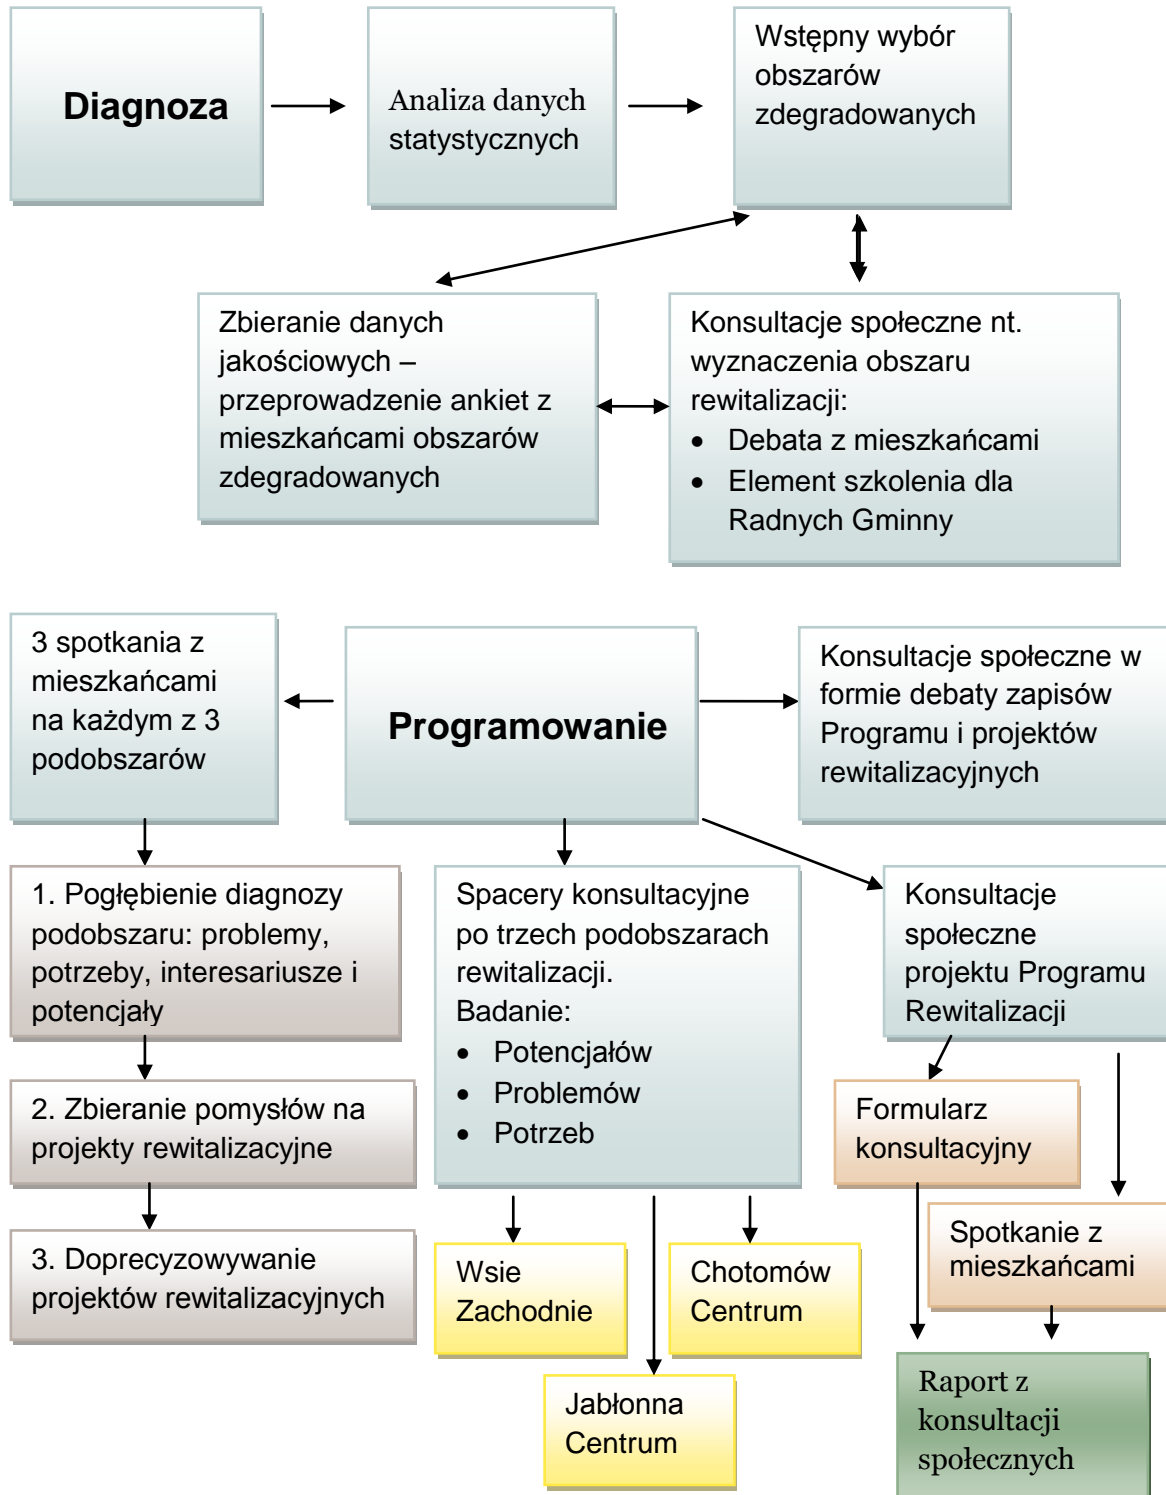 Diagnoza
Analiza danych
statystycznych
Wstępny wybór
obszarów
zdegradowanych
Zbieranie danych
jakościowych –
przeprowadzenie ankiet z
mieszkańcami obszarów
zdegradowanych
Konsultacje społeczne nt.
wyznaczenia obszaru
rewitalizacji:
• Debata z mieszkańcami
• Element szkolenia dla
Radnych Gminny
3 spotkania z
mieszkańcami
na każdym z 3
podobszarów
Programowanie
Konsultacje społeczne w
formie debaty zapisów
Programu i projektów
rewitalizacyjnych
1. Pogłębienie diagnozy
podobszaru: problemy,
potrzeby, interesariusze i
potencjały
2. Zbieranie pomysłów na
projekty rewitalizacyjne
3. Doprecyzowywanie
projektów rewitalizacyjnych
Spacery konsultacyjne
po trzech podobszarach
rewitalizacji.
Badanie:
• Potencjałów
• Problemów
• Potrzeb
Wsie
Zachodnie
Jabłonna
Centrum
Chotomów
Centrum
Konsultacje
społeczne
projektu Programu
Rewitalizacji
Formularz
konsultacyjny
Spotkanie z
mieszkańcami
Raport z
konsultacji
społecznych